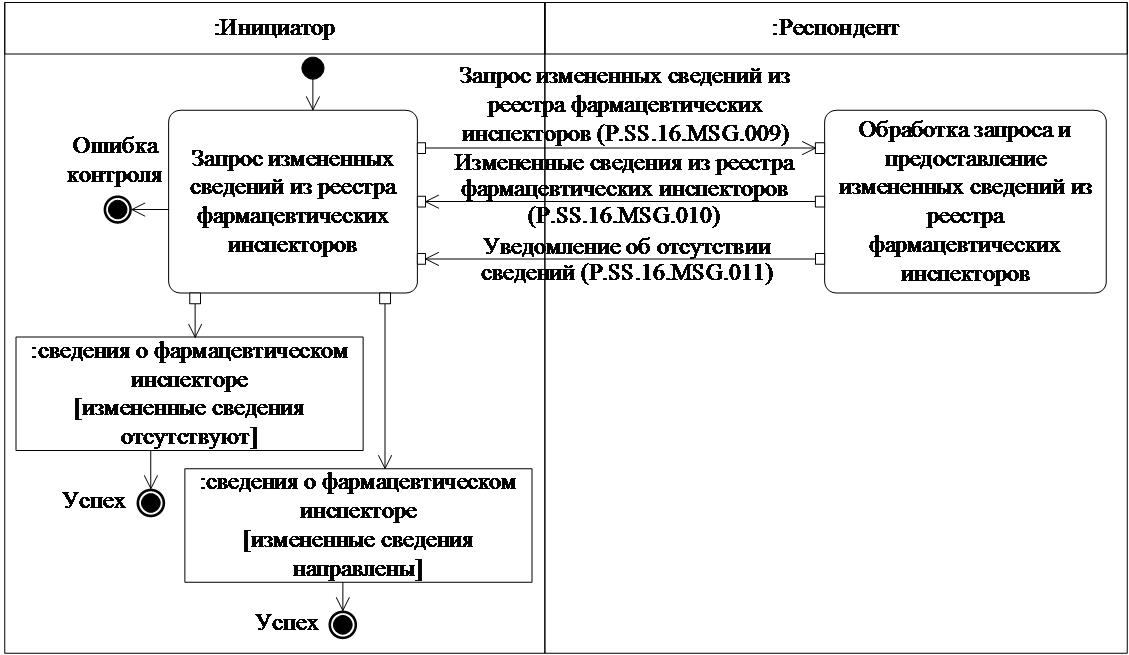 :Инициатор
:Респондент
Запрос измененных сведений из
реестра фармацевтических
инспекторов (P.SS.16.MSG.009)
Ошибка
контроля
Запрос измененных
сведений из реестра
фармацевтических
инспекторов
Измененные сведения из реестра
фармацевтических инспекторов
(P.SS.16.MSG.010)
Уведомление об отсутствии
сведений (P.SS.16.MSG.011)
Обработка запроса и
предоставление
измененных сведений из
реестра
фармацевтических
инспекторов
:сведения о фармацевтическом
инспекторе
[измененные сведения
отсутствуют]
Успех
:сведения о фармацевтическом
инспекторе
[измененные сведения
направлены]
Успех